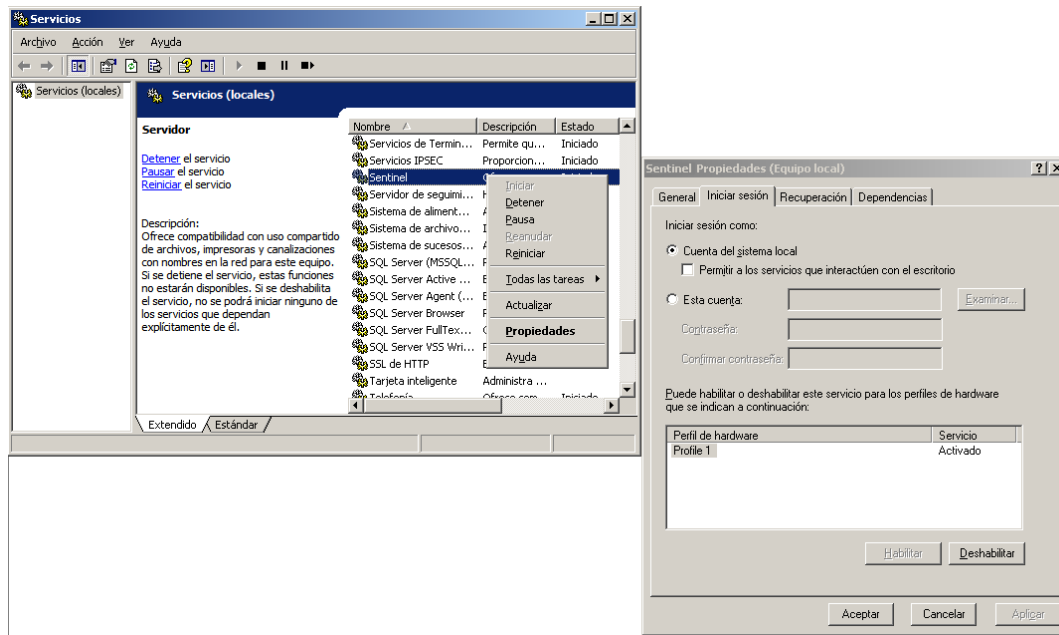 Servicios
Archivo Acción Ver Ayuda
Servicios (locales)
Servicios (locales)
Servidor
Detener el servicio
Pausar el servicio
Reiniciar el servicio
Descripción:
Ofrece compatibilidad con uso compartido
de archivos, impresoras y canalizaciones
con nombres en la red para este equipo.
Si se detiene el servicio, estas funciones
no estarán disponibles. Si se deshabilita
el servicio, no se podrá iniciar ninguno de
los servicios que dependan
explícitamente de él.
Nombre Descripción Estado
Servicios de Termin... Permite qu... Iniciado
Servicios IPSEC Proporcion... Iniciado
Sentinel
Servidor de seguimi...
Sistema de aliment...
Sistema de archivo...
Sistema de sucesos...
SQL Server (MSSQL...
SQL Server Active ...
SQL Server Agent (...
SQL Server Browser
SQL Server FullTex...
SQL Server VSS Wri...
SSL de HTTP
Tarjeta inteligente Administra ...
Telefonía Ofrece com... Iniciado
Iniciar
Detener
Pausa
Reanudar
Reiniciar
Todas las tareas
Actualizar
Propiedades
Ayuda
Extendido Estándar
Sentinel Propiedades (Equipo local)
General Iniciar sesión Recuperación Dependencias
Iniciar sesión como:
Cuenta del sistema local
Permitir a los servicios que interactúen con el escritorio
Esta cuenta: Examinar...
Contraseña:
Confirmar contraseña:
Puede habilitar o deshabilitar este servicio para los perfiles de hardware
que se indican a continuación:
Perfil de hardware Servicio
Profile 1 Activado
Habilitar Deshabilitar
Aceptar Cancelar Aplicar